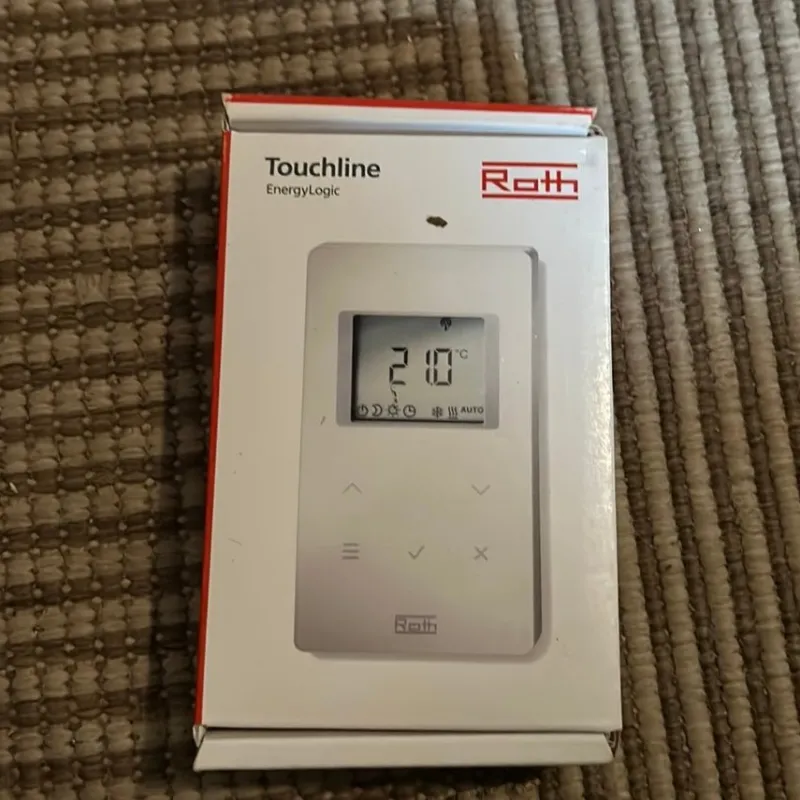 Touchline
EnergyLogic
Roth
21.0 °C
AUTO
Roth